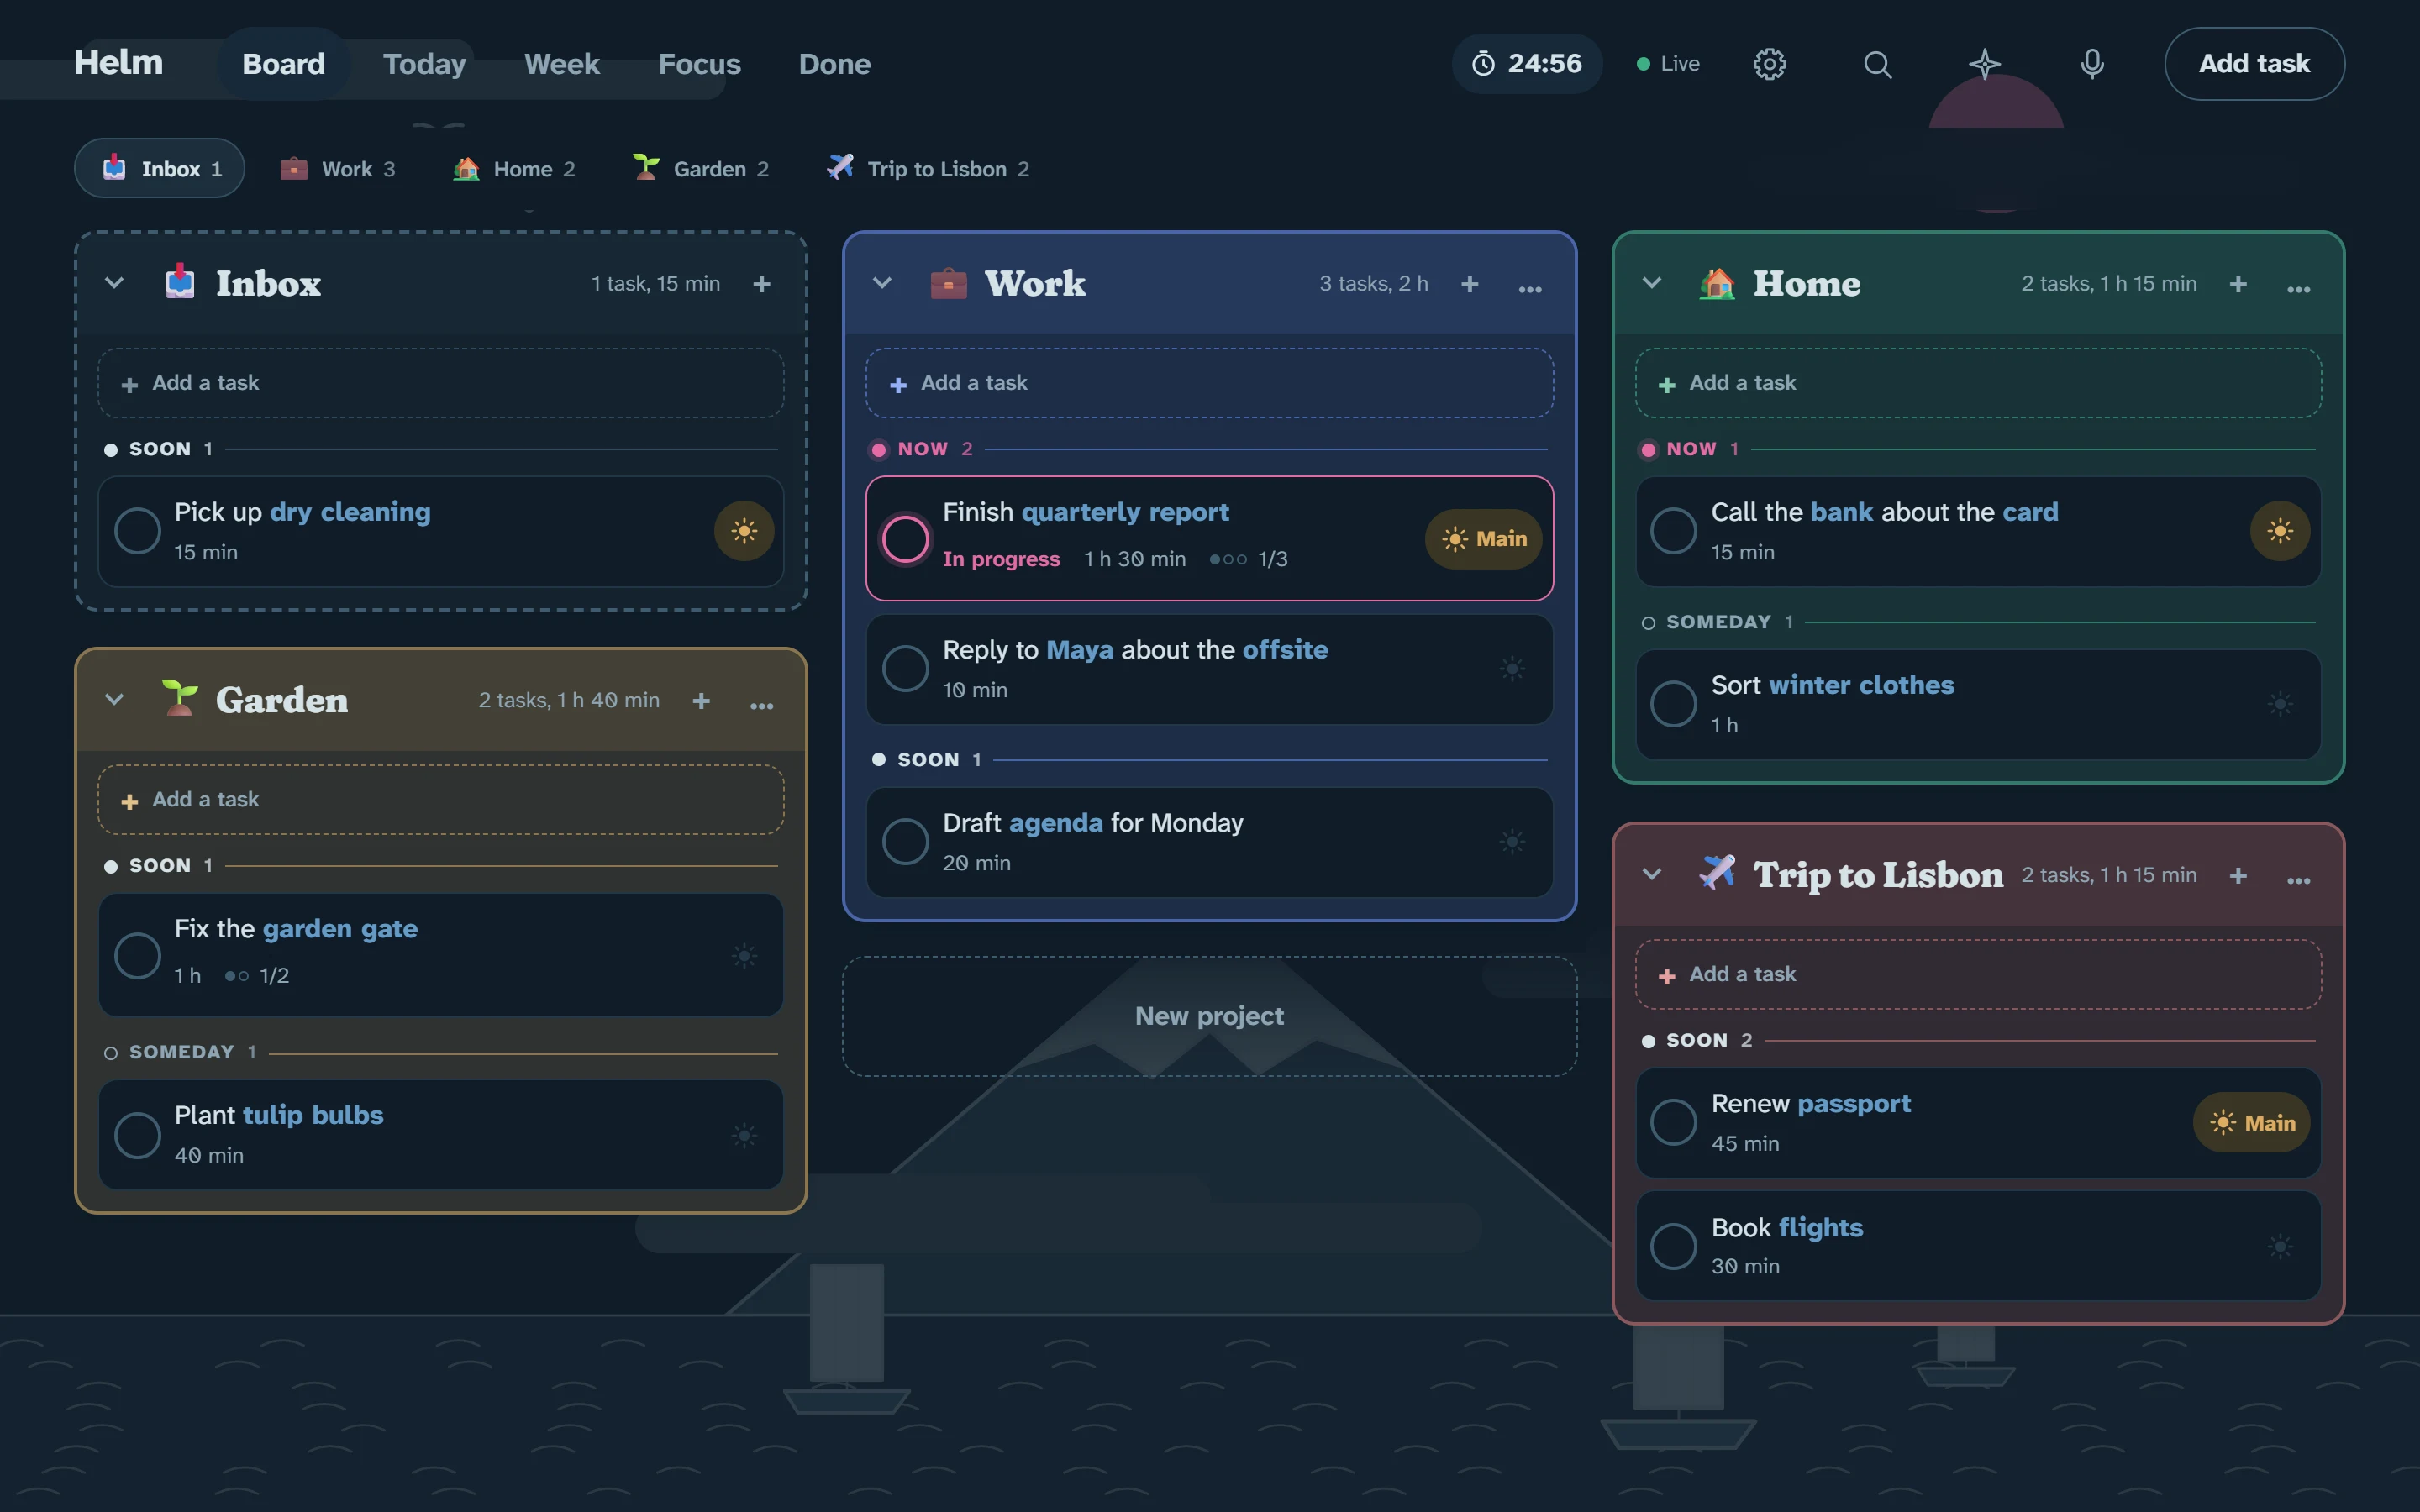 Helm Board Today Week Focus Done 24:56 Live Add task
Inbox 1 Work 3 Home 2 Garden 2 Trip to Lisbon 2
Inbox 1 task, 15 min +
+ Add a task
SOON 1
Pick up dry cleaning
15 min
Garden 2 tasks, 1 h 40 min + ...
+ Add a task
SOON 1
Fix the garden gate
1 h 1/2
SOMEDAY 1
Plant tulip bulbs
40 min
Work 3 tasks, 2 h + ...
+ Add a task
NOW 2
Finish quarterly report
In progress 1 h 30 min 1/3
Main
Reply to Maya about the offsite
10 min
SOON 1
Draft agenda for Monday
20 min
New project
Home 2 tasks, 1 h 15 min + ...
+ Add a task
NOW 1
Call the bank about the card
15 min
SOMEDAY 1
Sort winter clothes
1 h
Trip to Lisbon 2 tasks, 1 h 15 min + ...
+ Add a task
SOON 2
Renew passport
45 min
Main
Book flights
30 min